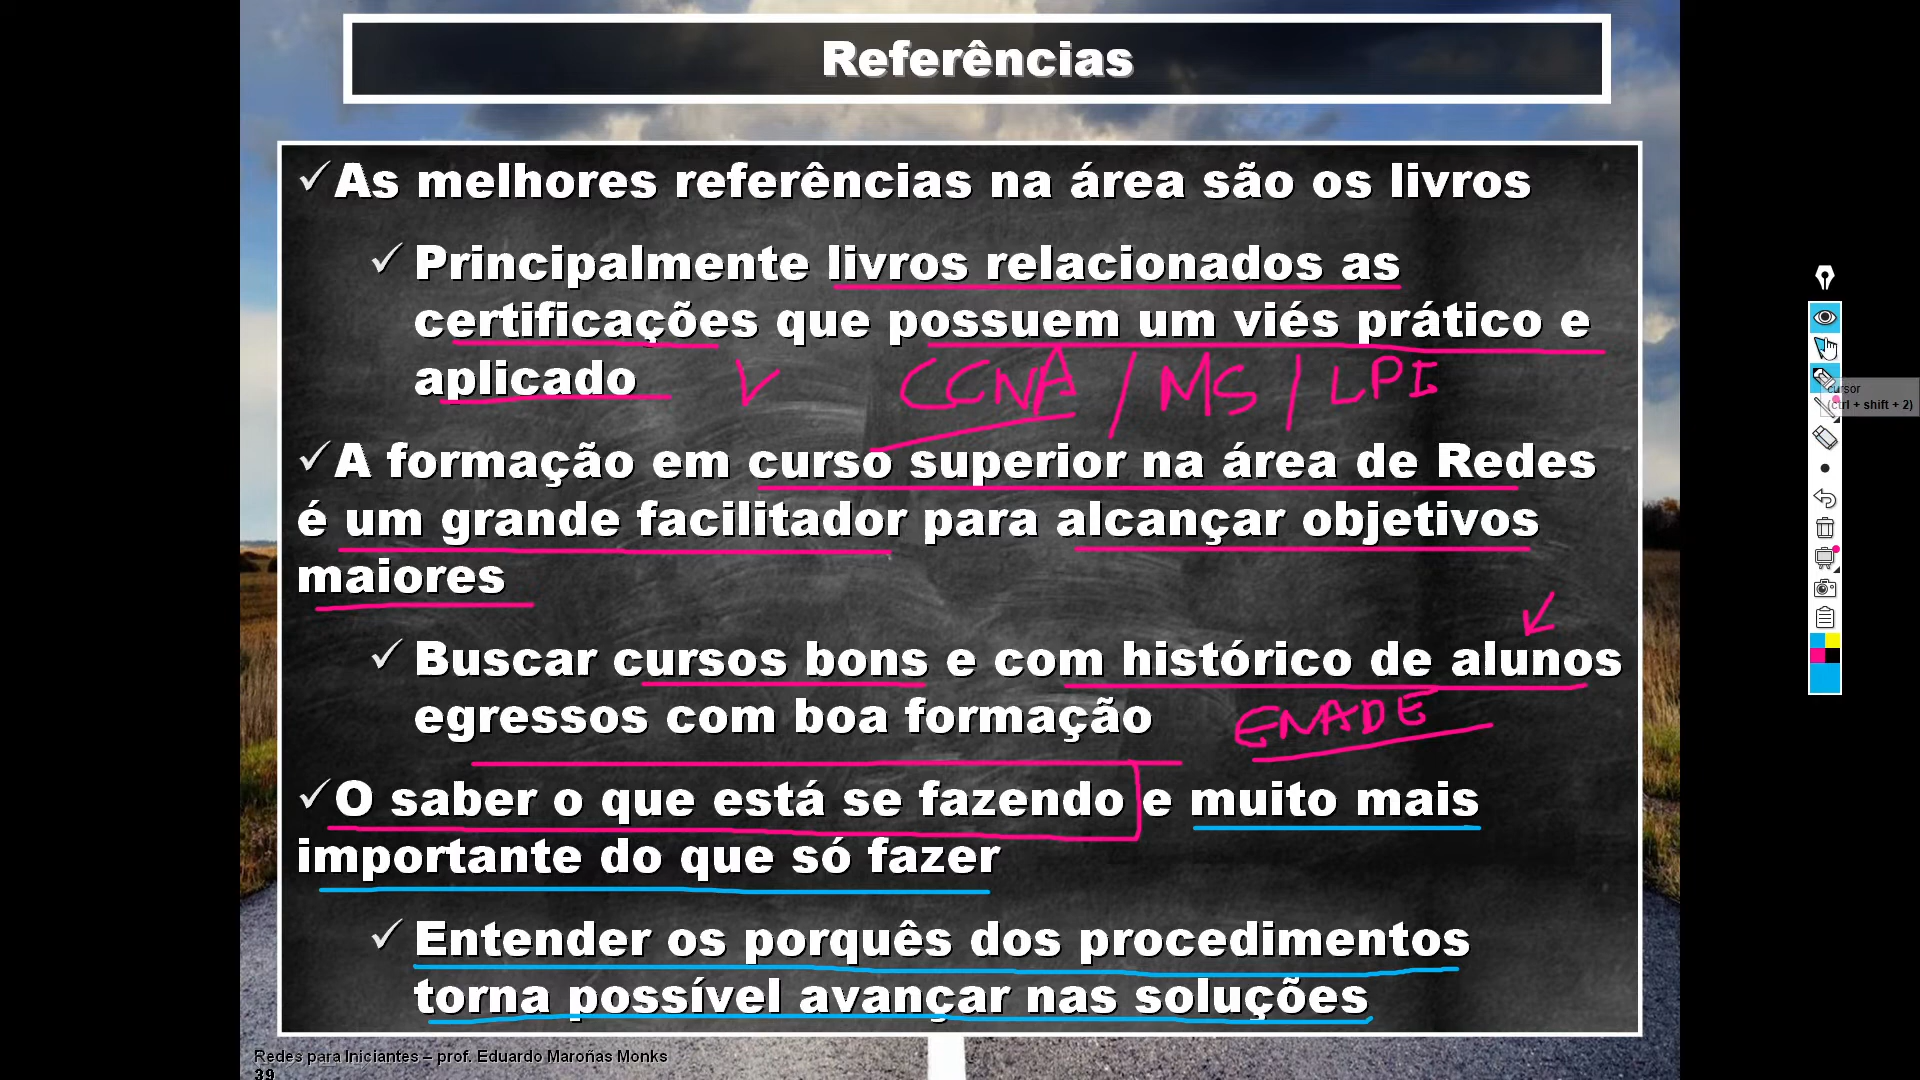 Referências
As melhores referências na área são os livros
Principalmente livros relacionados as
certificações que possuem um viés prático e
aplicado
CCNA / MS / LPI
A formação em curso superior na área de Redes
é um grande facilitador para alcançar objetivos
maiores
Buscar cursos bons e com histórico de alunos
egressos com boa formação
ENADE
O saber o que está se fazendo e muito mais
importante do que só fazer
Entender os porquês dos procedimentos
torna possível avançar nas soluções
Redes para Iniciantes – prof. Eduardo Maroñas Monks
39
cursor
(ctrl + shift + 2)